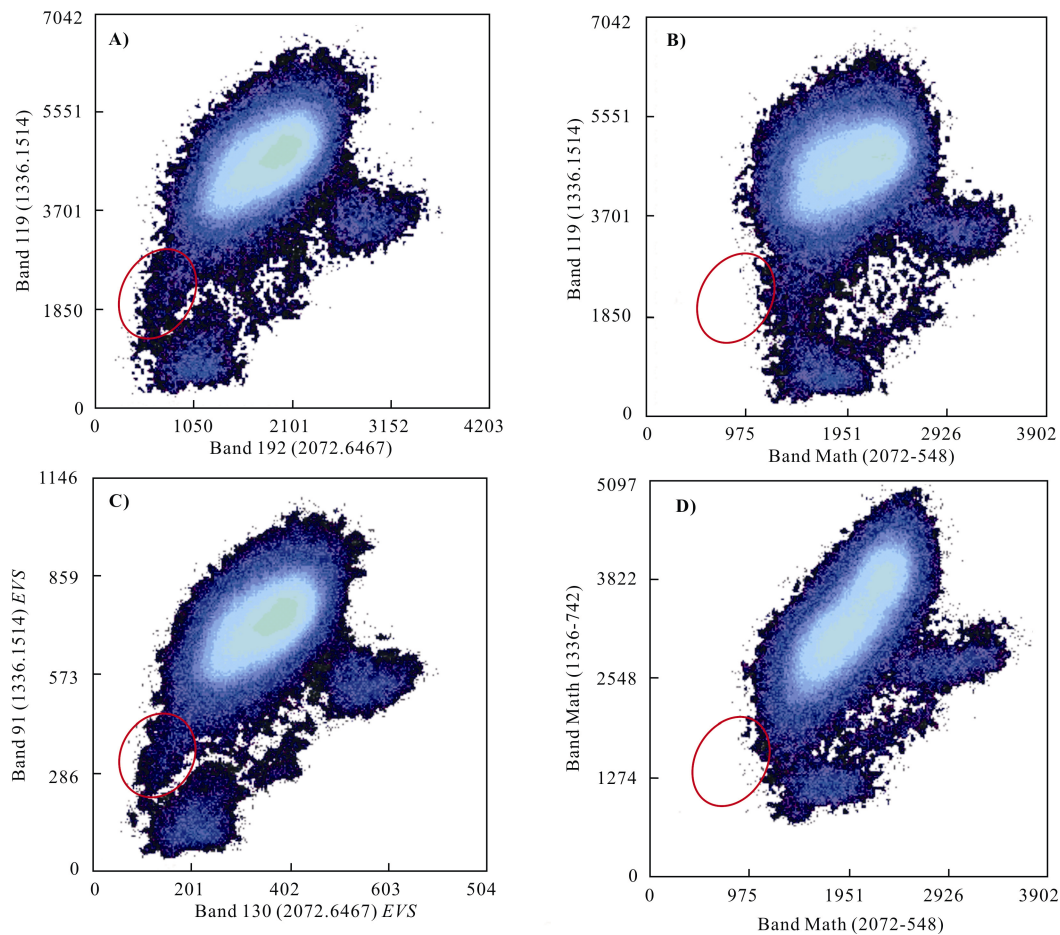 A)
7042
5551
3701
1850
0
Band 119 (1336.1514)
0 1050 2101 3152 4203
Band 192 (2072.6467)
B)
7042
5551
3701
1850
0
Band 119 (1336.1514)
0 975 1951 2926 3902
Band Math (2072-548)
C)
1146
859
573
286
0
Band 91 (1336.1514) EVS
0 201 402 603 504
Band 130 (2072.6467) EVS
D)
5097
3822
2548
1274
0
Band Math (1336-742)
0 975 1951 2926 3902
Band Math (2072-548)